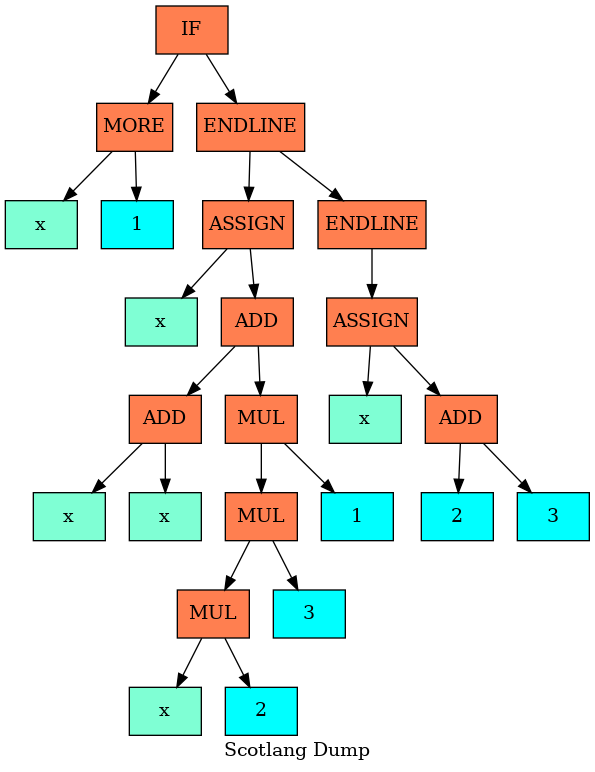 IF
MORE ENDLINE
x 1 ASSIGN ENDLINE
x ADD ASSIGN
ADD MUL x ADD
x x MUL 1 2 3
MUL 3
x 2
Scotlang Dump